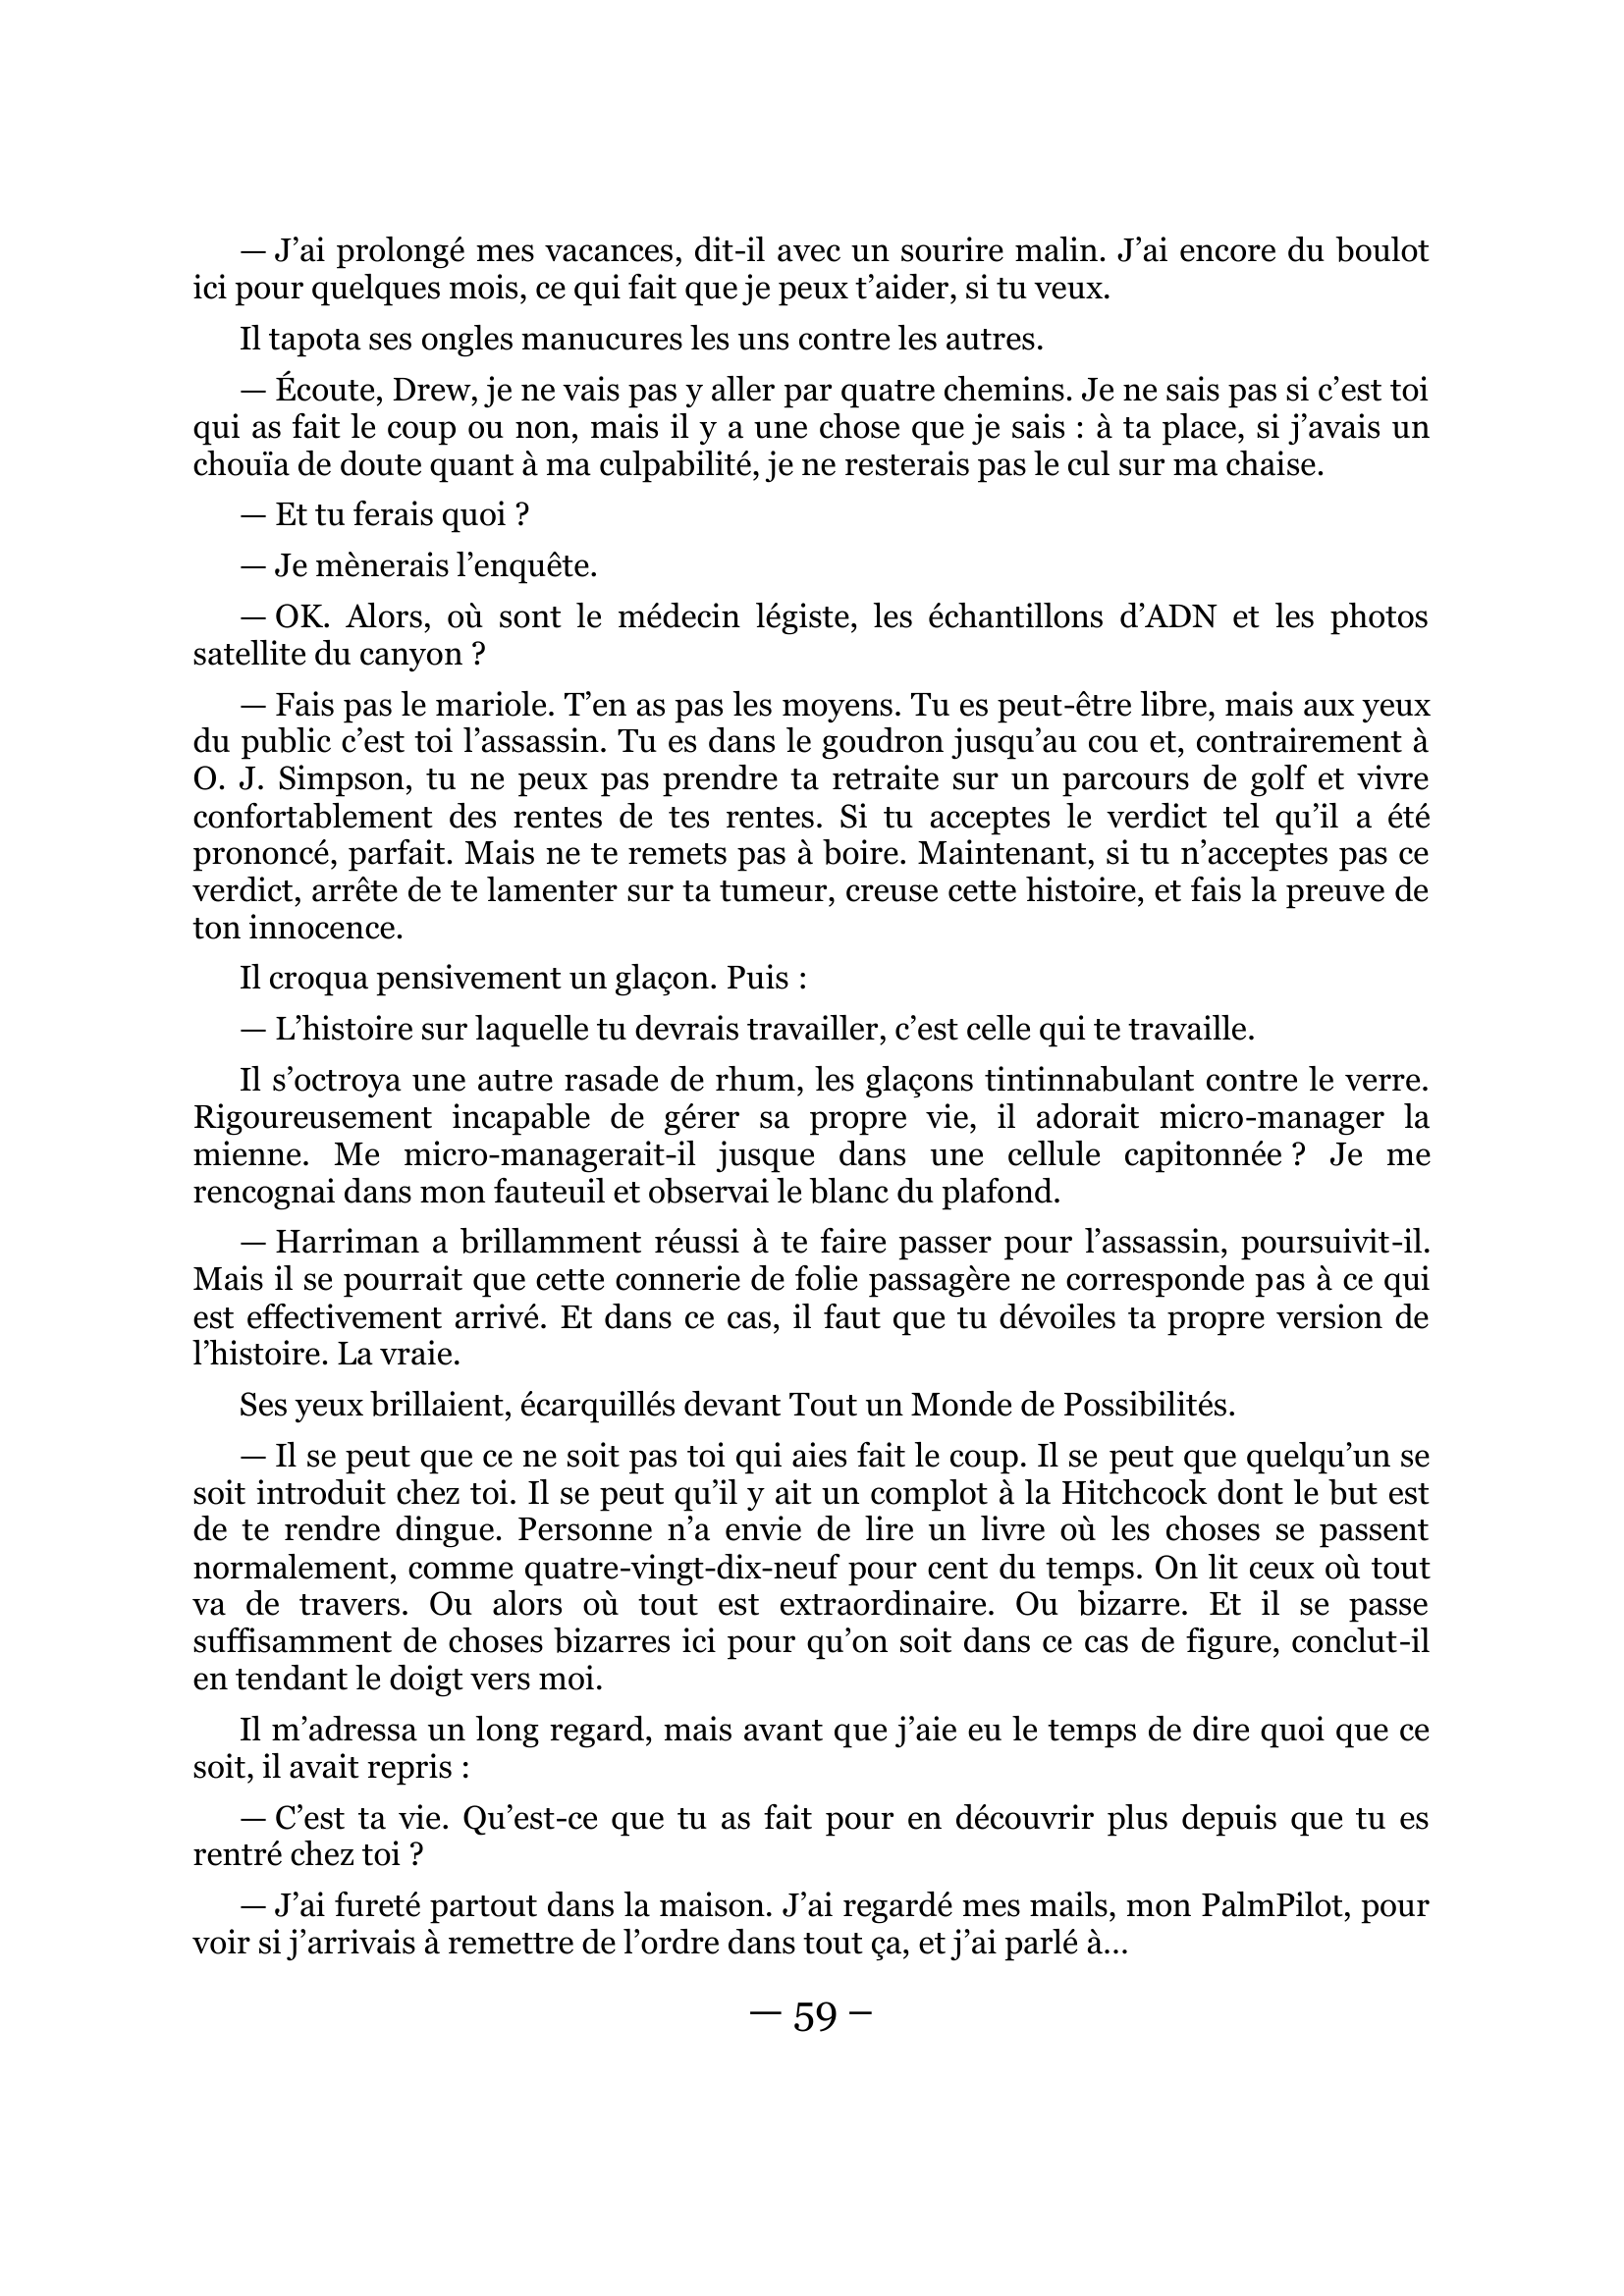 — J’ai prolongé mes vacances, dit-il avec un sourire malin. J’ai encore du boulot
ici pour quelques mois, ce qui fait que je peux t’aider, si tu veux.
Il tapota ses ongles manucures les uns contre les autres.
— Écoute, Drew, je ne vais pas y aller par quatre chemins. Je ne sais pas si c’est toi
qui as fait le coup ou non, mais il y a une chose que je sais : à ta place, si j’avais un
chouïa de doute quant à ma culpabilité, je ne resterais pas le cul sur ma chaise.
— Et tu ferais quoi ?
— Je mènerais l’enquête.
— OK. Alors, où sont le médecin légiste, les échantillons d’ADN et les photos
satellite du canyon ?
— Fais pas le mariole. T’en as pas les moyens. Tu es peut-être libre, mais aux yeux
du public c’est toi l’assassin. Tu es dans le goudron jusqu’au cou et, contrairement à
O. J. Simpson, tu ne peux pas prendre ta retraite sur un parcours de golf et vivre
confortablement des rentes de tes rentes. Si tu acceptes le verdict tel qu’il a été
prononcé, parfait. Mais ne te remets pas à boire. Maintenant, si tu n’acceptes pas ce
verdict, arrête de te lamenter sur ta tumeur, creuse cette histoire, et fais la preuve de
ton innocence.
Il croqua pensivement un glaçon. Puis :
— L’histoire sur laquelle tu devrais travailler, c’est celle qui te travaille.
Il s’octroya une autre rasade de rhum, les glaçons tintinnabulant contre le verre.
Rigoureusement incapable de gérer sa propre vie, il adorait micro-manager la
mienne. Me micro-managerait-il jusque dans une cellule capitonnée ? Je me
rencognai dans mon fauteuil et observai le blanc du plafond.
— Harriman a brillamment réussi à te faire passer pour l’assassin, poursuivit-il.
Mais il se pourrait que cette connerie de folie passagère ne corresponde pas à ce qui
est effectivement arrivé. Et dans ce cas, il faut que tu dévoiles ta propre version de
l’histoire. La vraie.
Ses yeux brillaient, écarquillés devant Tout un Monde de Possibilités.
— Il se peut que ce ne soit pas toi qui aies fait le coup. Il se peut que quelqu’un se
soit introduit chez toi. Il se peut qu’il y ait un complot à la Hitchcock dont le but est
de te rendre dingue. Personne n’a envie de lire un livre où les choses se passent
normalement, comme quatre-vingt-dix-neuf pour cent du temps. On lit ceux où tout
va de travers. Ou alors où tout est extraordinaire. Ou bizarre. Et il se passe
suffisamment de choses bizarres ici pour qu’on soit dans ce cas de figure, conclut-il
en tendant le doigt vers moi.
Il m’adressa un long regard, mais avant que j’aie eu le temps de dire quoi que ce
soit, il avait repris :
— C’est ta vie. Qu’est-ce que tu as fait pour en découvrir plus depuis que tu es
rentré chez toi ?
— J’ai fureté partout dans la maison. J’ai regardé mes mails, mon PalmPilot, pour
voir si j’arrivais à remettre de l’ordre dans tout ça, et j’ai parlé à…
— 59 –